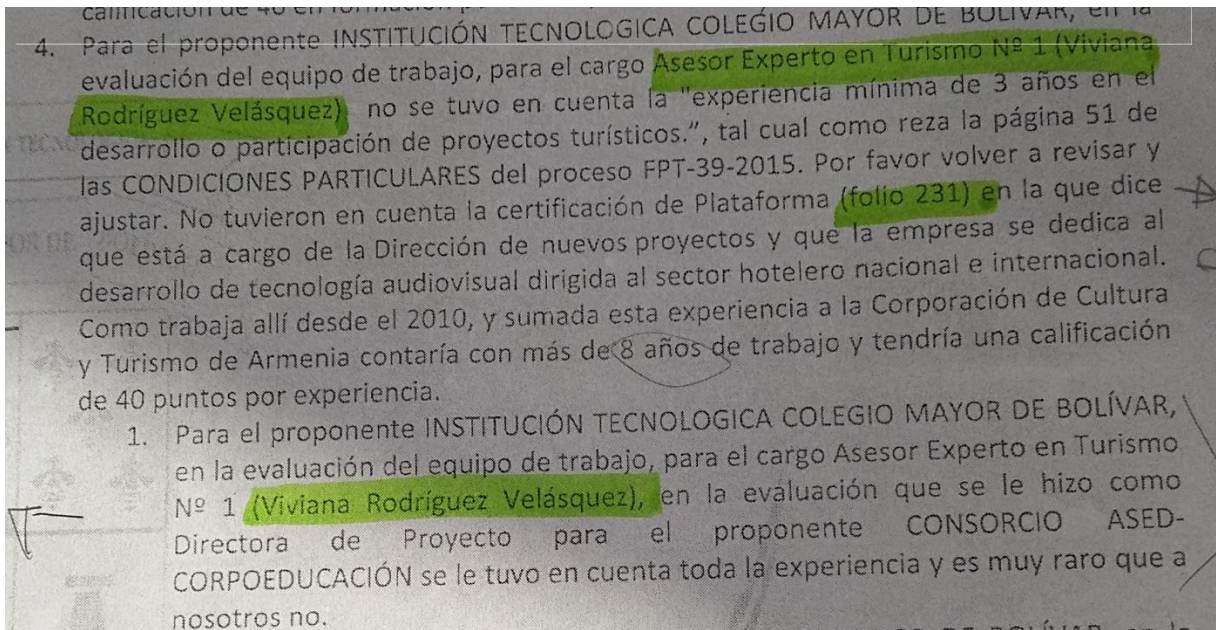 calificación de 40 en
4. Para el proponente INSTITUCIÓN TECNOLOGICA COLEGIO MAYOR DE BOLIVAR, en la
evaluación del equipo de trabajo, para el cargo Asesor Experto en Turismo Nº 1 (Viviana
Rodríguez Velásquez) no se tuvo en cuenta la "experiencia mínima de 3 años en el
desarrollo o participación de proyectos turísticos.", tal cual como reza la página 51 de
las CONDICIONES PARTICULARES del proceso FPT-39-2015. Por favor volver a revisar y
ajustar. No tuvieron en cuenta la certificación de Plataforma (folio 231) en la que dice
que está a cargo de la Dirección de nuevos proyectos y que la empresa se dedica al
desarrollo de tecnología audiovisual dirigida al sector hotelero nacional e internacional.
Como trabaja allí desde el 2010, y sumada esta experiencia a la Corporación de Cultura
y Turismo de Armenia contaría con más de 8 años de trabajo y tendría una calificación
de 40 puntos por experiencia.
1. Para el proponente INSTITUCIÓN TECNOLOGICA COLEGIO MAYOR DE BOLÍVAR,
en la evaluación del equipo de trabajo, para el cargo Asesor Experto en Turismo
Nº 1 (Viviana Rodríguez Velásquez), en la evaluación que se le hizo como
Directora de Proyecto para el proponente CONSORCIO ASED-
CORPOEDUCACIÓN se le tuvo en cuenta toda la experiencia y es muy raro que a
nosotros no.